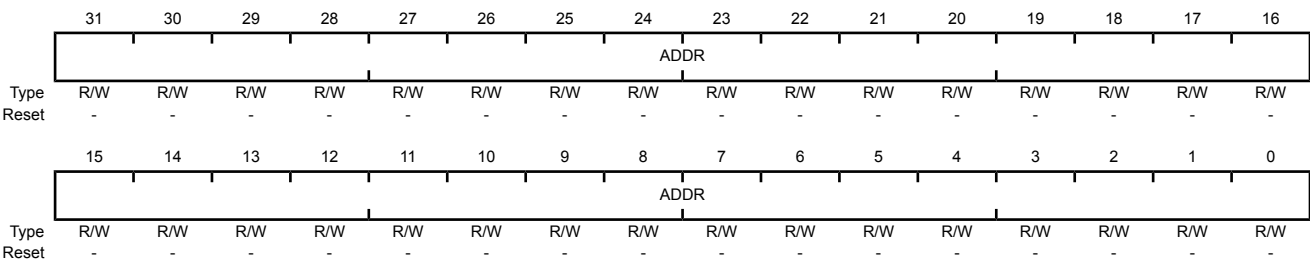 31 30 29 28 27 26 25 24 23 22 21 20 19 18 17 16
ADDR
Type R/W R/W R/W R/W R/W R/W R/W R/W R/W R/W R/W R/W R/W R/W R/W R/W
Reset - - - - - - - - - - - - - - - -
15 14 13 12 11 10 9 8 7 6 5 4 3 2 1 0
ADDR
Type R/W R/W R/W R/W R/W R/W R/W R/W R/W R/W R/W R/W R/W R/W R/W R/W
Reset - - - - - - - - - - - - - - - -